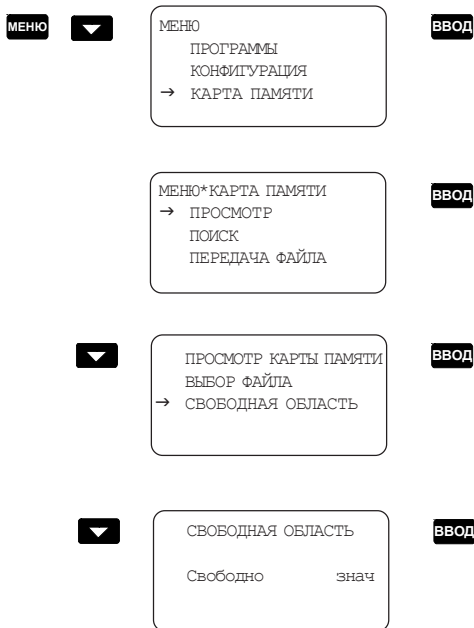 МЕНЮ
МЕНЮ
ВВОД
ПРОГРАММЫ
КОНФИГУРАЦИЯ
→ КАРТА ПАМЯТИ
МЕНЮ*КАРТА ПАМЯТИ
ВВОД
→ ПРОСМОТР
ПОИСК
ПЕРЕДАЧА ФАЙЛА
ПРОСМОТР КАРТЫ ПАМЯТИ
ВВОД
ВЫБОР ФАЙЛА
→ СВОБОДНАЯ ОБЛАСТЬ
СВОБОДНАЯ ОБЛАСТЬ
ВВОД
Свободно знач